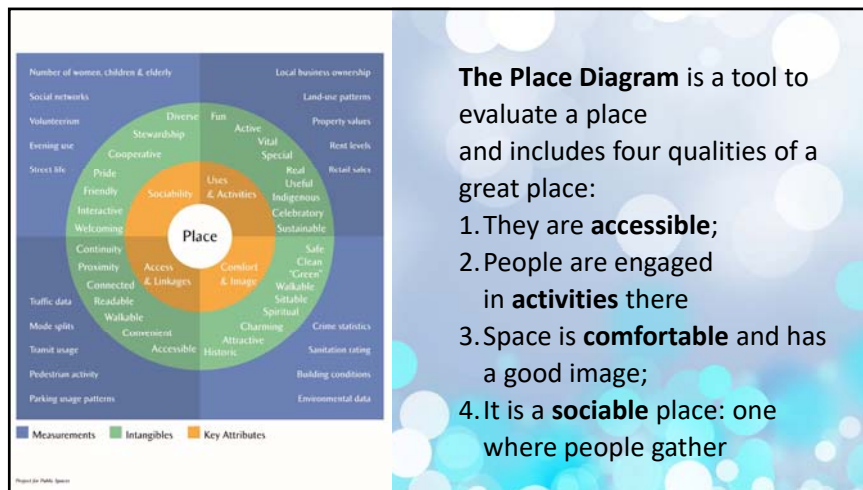 Number of women, children & elderly
Social networks
Volunteerism
Evening use
Street life
Local business ownership
Land-use patterns
Property values
Rent levels
Retail sales
Diverse
Stewardship
Cooperative
Pride
Friendly
Interactive
Welcoming
Fun
Active
Vital
Special
Real
Useful
Indigenous
Celebratory
Sustainable
Sociability
Uses
& Activities
Place
Access
& Linkages
Comfort
& Image
Continuity
Proximity
Connected
Readable
Walkable
Convenient
Accessible
Safe
Clean
"Green"
Walkable
Sittable
Spiritual
Charming
Attractive
Historic
Traffic data
Mode splits
Transit usage
Pedestrian activity
Parking usage patterns
Crime statistics
Sanitation rating
Building conditions
Environmental data
Measurements Intangibles Key Attributes
Project for Public Spaces
The Place Diagram is a tool to
evaluate a place
and includes four qualities of a
great place:
1. They are accessible;
2. People are engaged
in activities there
3. Space is comfortable and has
a good image;
4. It is a sociable place: one
where people gather